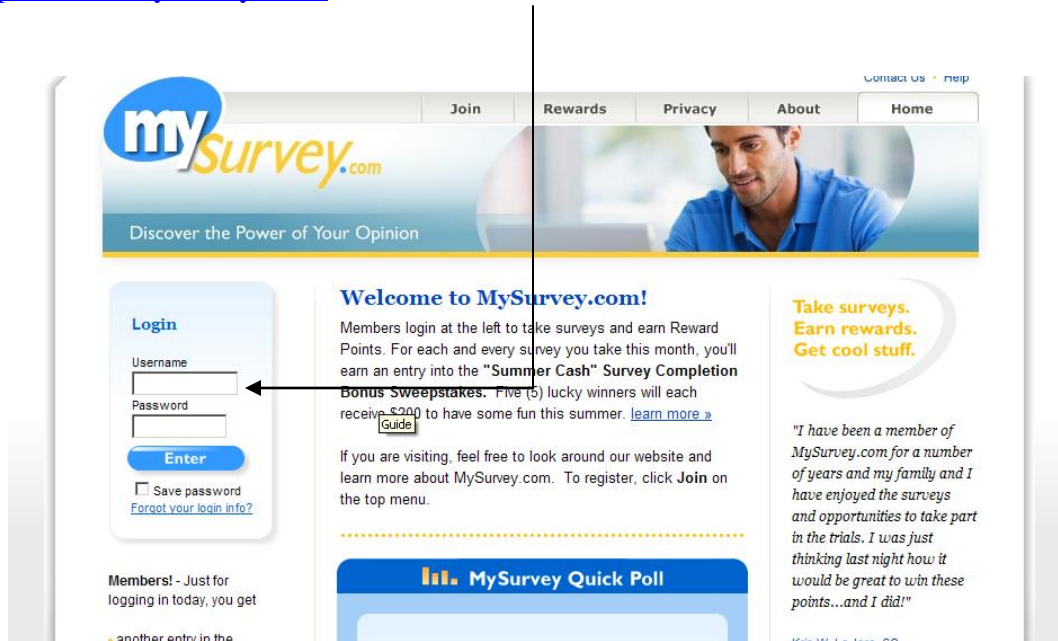 Contact Us • Help
Join Rewards Privacy About Home
mySurvey.com
Discover the Power of Your Opinion
Login
Username
Password
Enter
Save password
Forgot your login info?
Members! - Just for
logging in today, you get
another entry in the
Welcome to MySurvey.com!
Members login at the left to take surveys and earn Reward
Points. For each and every survey you take this month, you'll
earn an entry into the "Summer Cash" Survey Completion
Bonus Sweepstakes. Five (5) lucky winners will each
receive $200 to have some fun this summer. learn more »
Guide
If you are visiting, feel free to look around our website and
learn more about MySurvey.com. To register, click Join on
the top menu.
MySurvey Quick Poll
Take surveys.
Earn rewards.
Get cool stuff.
"I have been a member of
MySurvey.com for a number
of years and my family and I
have enjoyed the surveys
and opportunities to take part
in the trials. I was just
thinking last night how it
would be great to win these
points...and I did!"